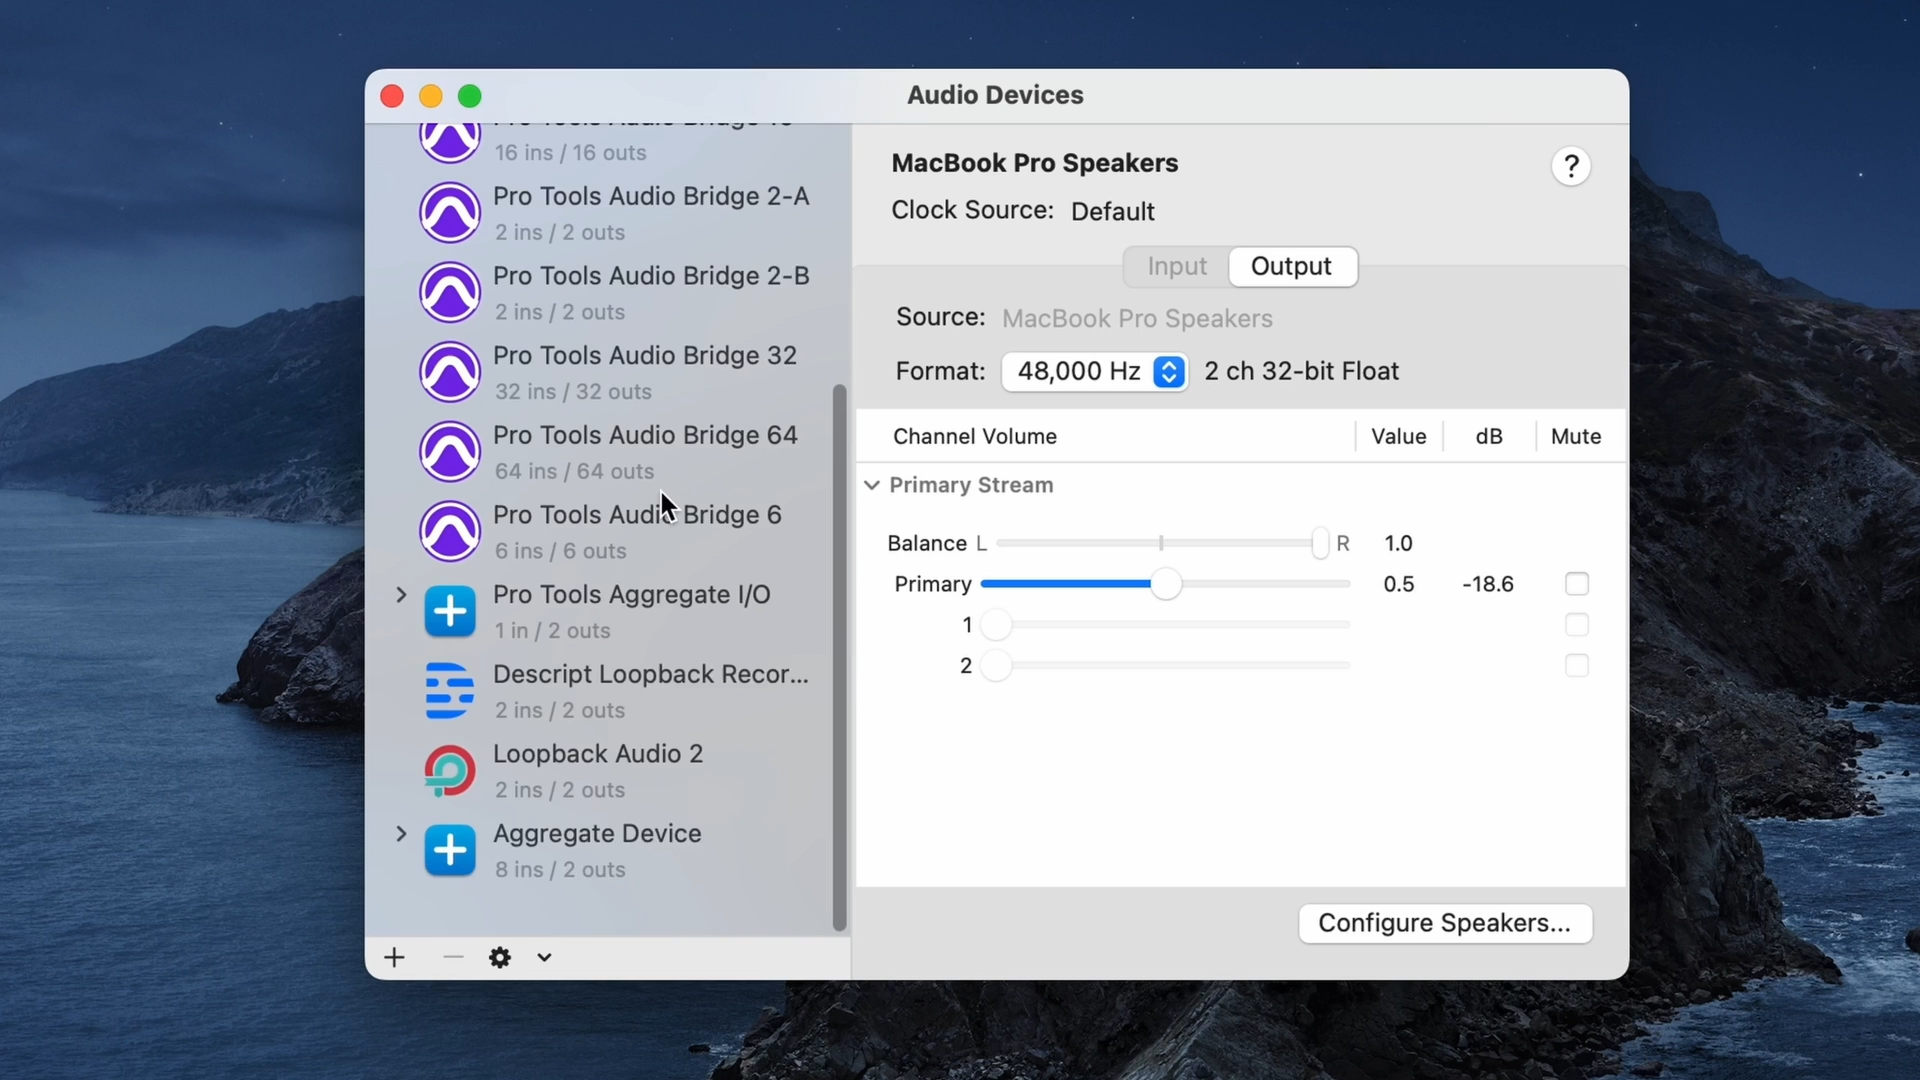 Audio Devices
16 ins / 16 outs
Pro Tools Audio Bridge 2-A
2 ins / 2 outs
Pro Tools Audio Bridge 2-B
2 ins / 2 outs
Pro Tools Audio Bridge 32
32 ins / 32 outs
Pro Tools Audio Bridge 64
64 ins / 64 outs
Pro Tools Audio Bridge 6
6 ins / 6 outs
Pro Tools Aggregate I/O
1 in / 2 outs
Descript Loopback Recor...
2 ins / 2 outs
Loopback Audio 2
2 ins / 2 outs
Aggregate Device
8 ins / 2 outs
MacBook Pro Speakers
?
Clock Source: Default
Input Output
Source: MacBook Pro Speakers
Format: 48,000 Hz 2 ch 32-bit Float
Channel Volume Value dB Mute
Primary Stream
Balance L R 1.0
Primary 0.5 -18.6
1
2
Configure Speakers...